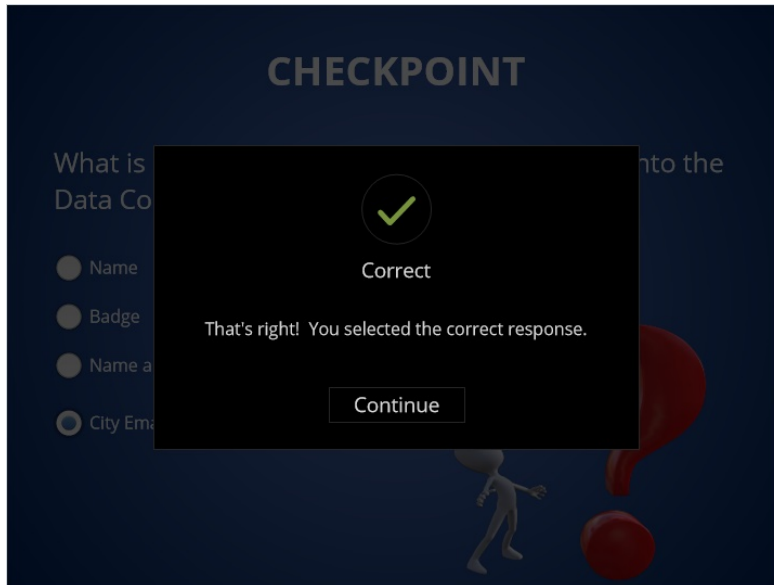 CHECKPOINT
What is nto the
Data Co
Name
Badge
Name a
City Ema
Correct
That's right! You selected the correct response.
Continue